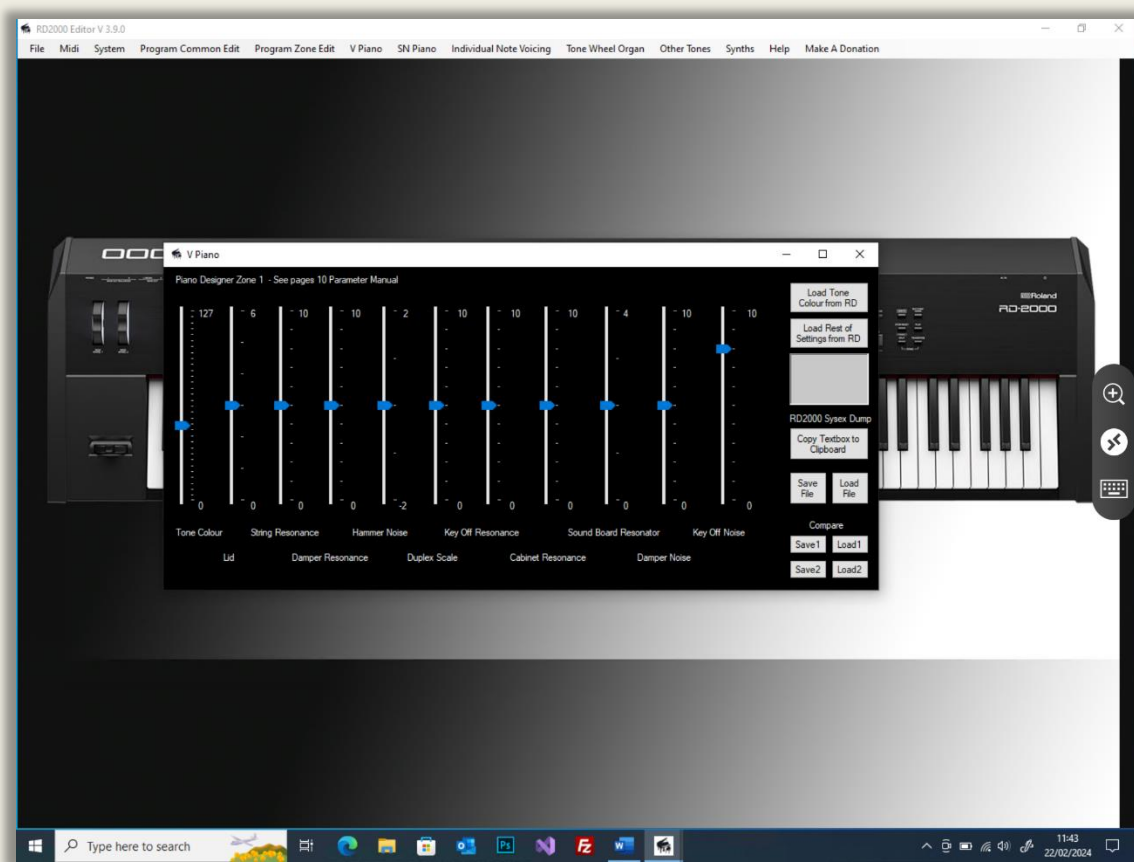 RD2000 Editor V 3.9.0
File Midi System Program Common Edit Program Zone Edit V Piano SN Piano Individual Note Voicing Tone Wheel Organ Other Tones Synths Help Make A Donation
V Piano
Piano Designer Zone 1 - See pages 10 Parameter Manual
127 6 10 10 2 10 10 10 4 10 10
0 0 0 0 -2 0 0 0 0 0 0
Tone Colour String Resonance Hammer Noise Key Off Resonance Sound Board Resonator Key Off Noise
Lid Damper Resonance Duplex Scale Cabinet Resonance Damper Noise
Load Tone
Colour from RD
Load Rest of
Settings from RD
RD2000 Sysex Dump
Copy Textbox to
Clipboard
Save
File
Load
File
Compare
Save1 Load1
Save2 Load2
Roland
RD-2000
Type here to search
Ps
Fz
W
11:43
22/02/2024